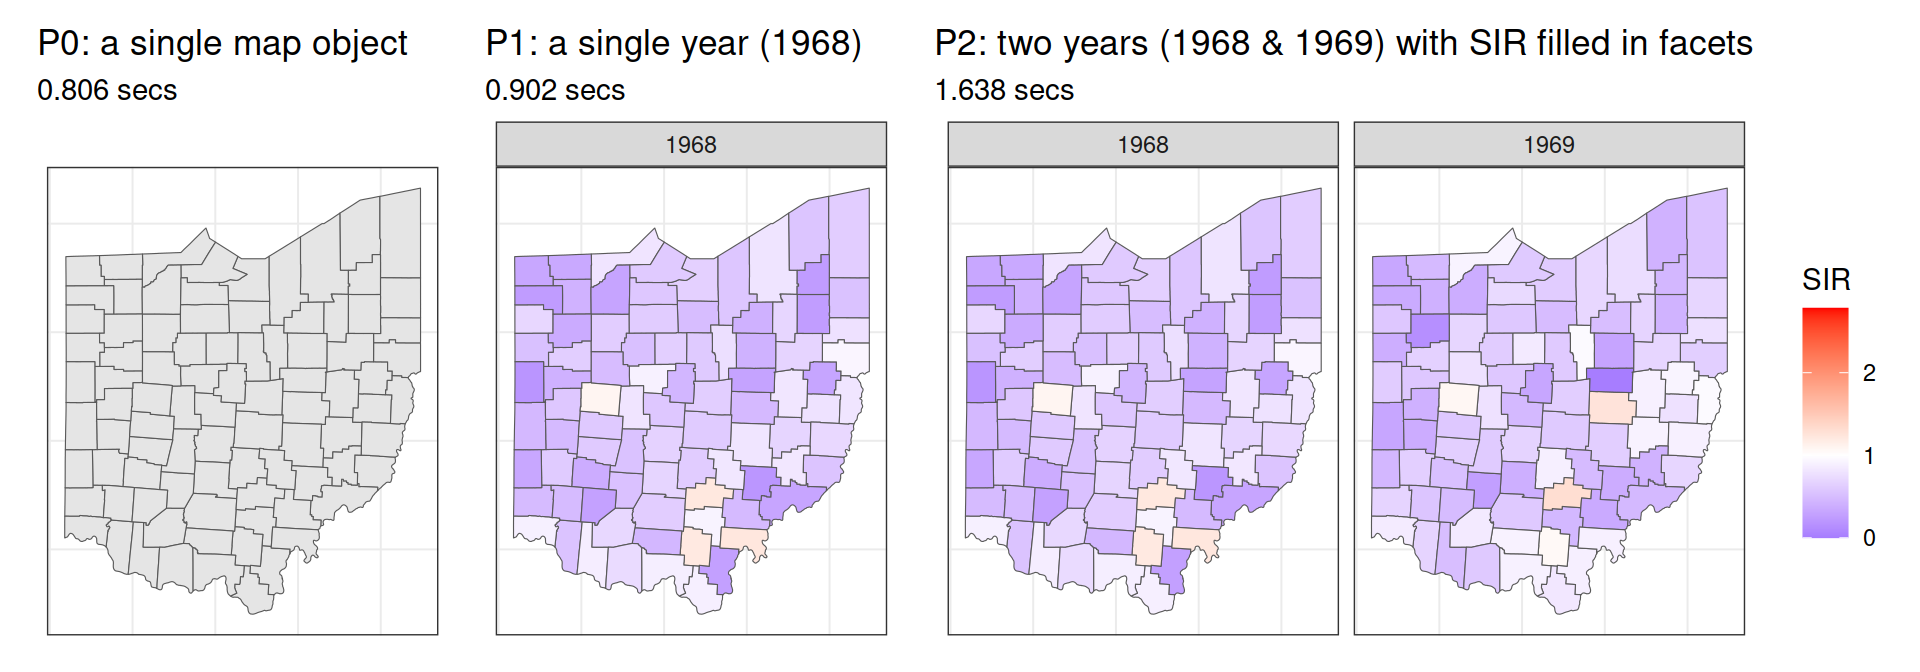 P0: a single map object
0.806 secs
P1: a single year (1968)
0.902 secs
1968
P2: two years (1968 & 1969) with SIR filled in facets
1.638 secs
1968
1969
SIR
2
1
0